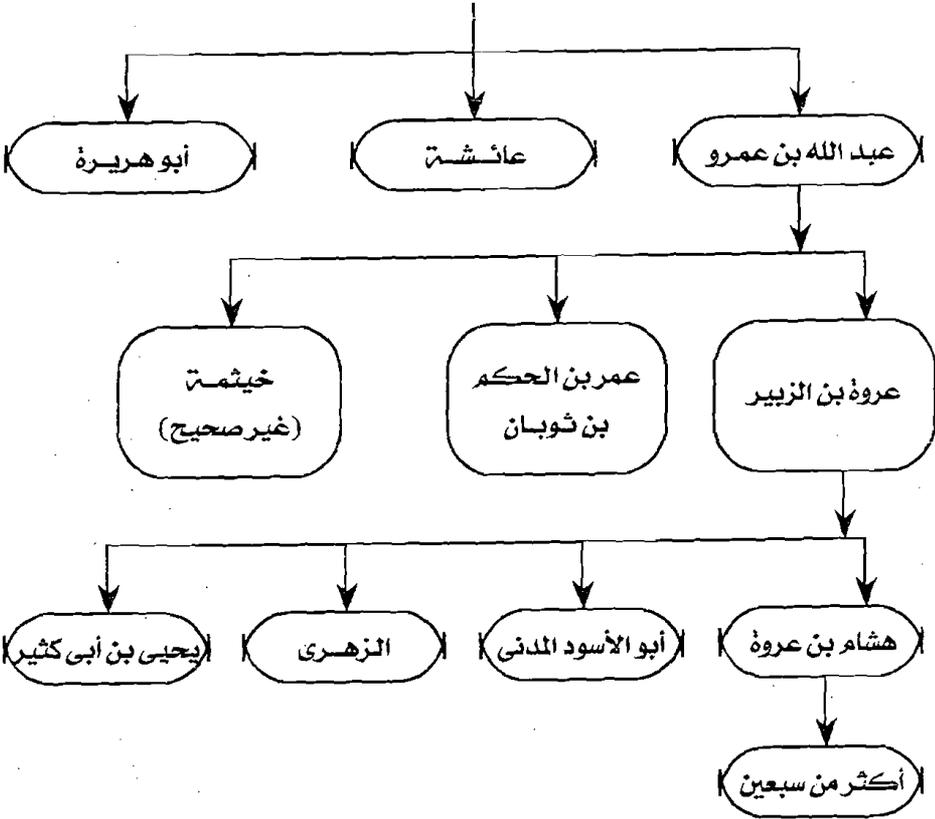 عبد الله بن عمرو
عائشة
أبو هريرة
عروة بن الزبير
عمر بن الحكم
بن ثوبان
خيثمة
(غير صحيح)
هشام بن عروة
أبو الأسود المدنى
الزهرى
يحيى بن أبى كثير
أكثر من سبعين